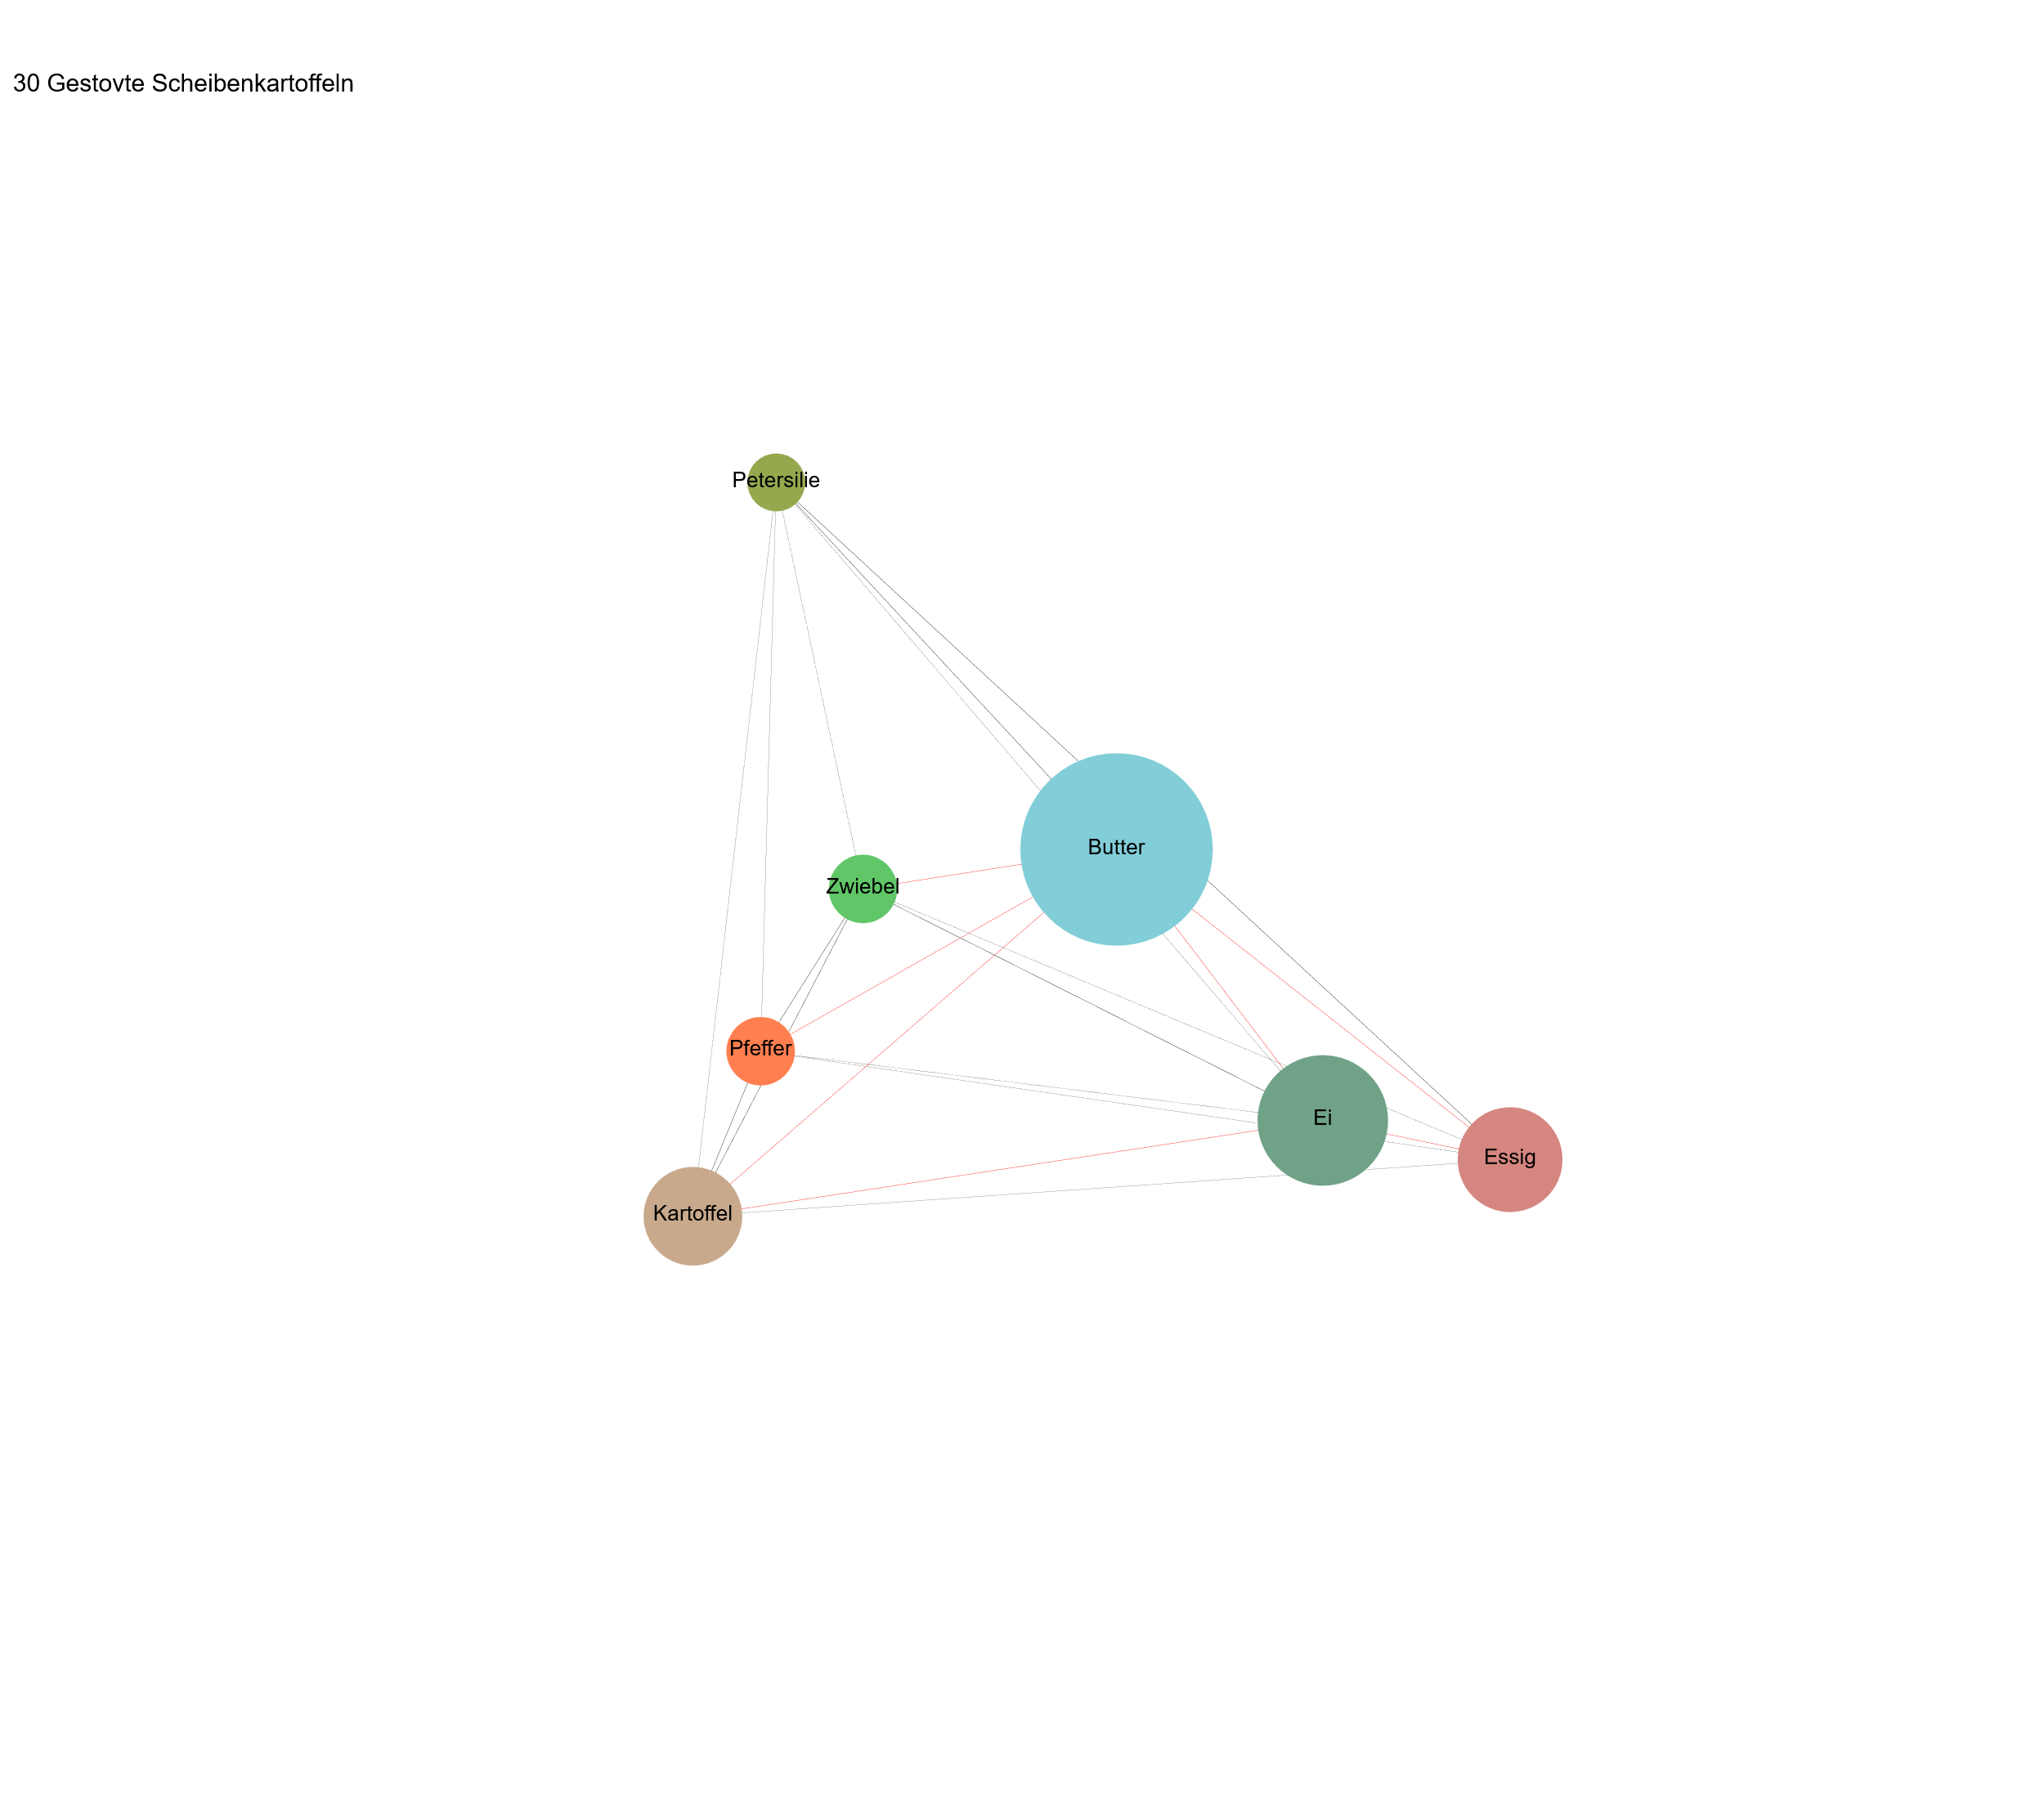 30 Gestovte Scheibenkartoffeln
Petersilie
Butter
Zwiebel
Pfeffer
Ei
Essig
Kartoffel